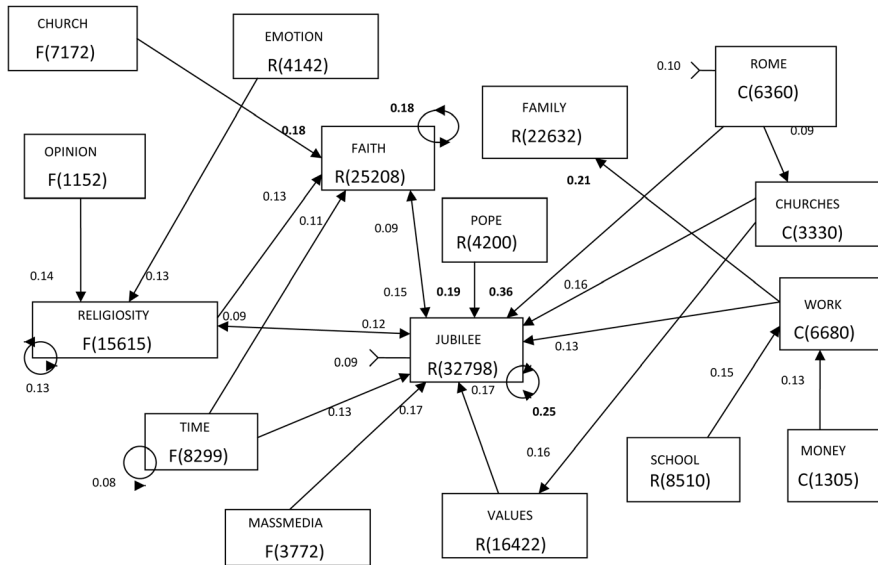 CHURCH
F(7172)
EMOTION
R(4142)
0.10
ROME
C(6360)
0.18
FAMILY
R(22632)
0.18
FAITH
R(25208)
0.09
OPINION
F(1152)
0.21
0.13
0.11
CHURCHES
C(3330)
POPE
R(4200)
0.09
0.14
0.13
0.15
0.19
0.36
0.16
RELIGIOSITY
F(15615)
0.09
0.12
JUBILEE
R(32798)
WORK
C(6680)
0.13
0.09
0.13
0.17
0.15
0.13
0.25
0.13
0.17
TIME
F(8299)
0.16
0.08
SCHOOL
R(8510)
MONEY
C(1305)
MASSMEDIA
F(3772)
VALUES
R(16422)